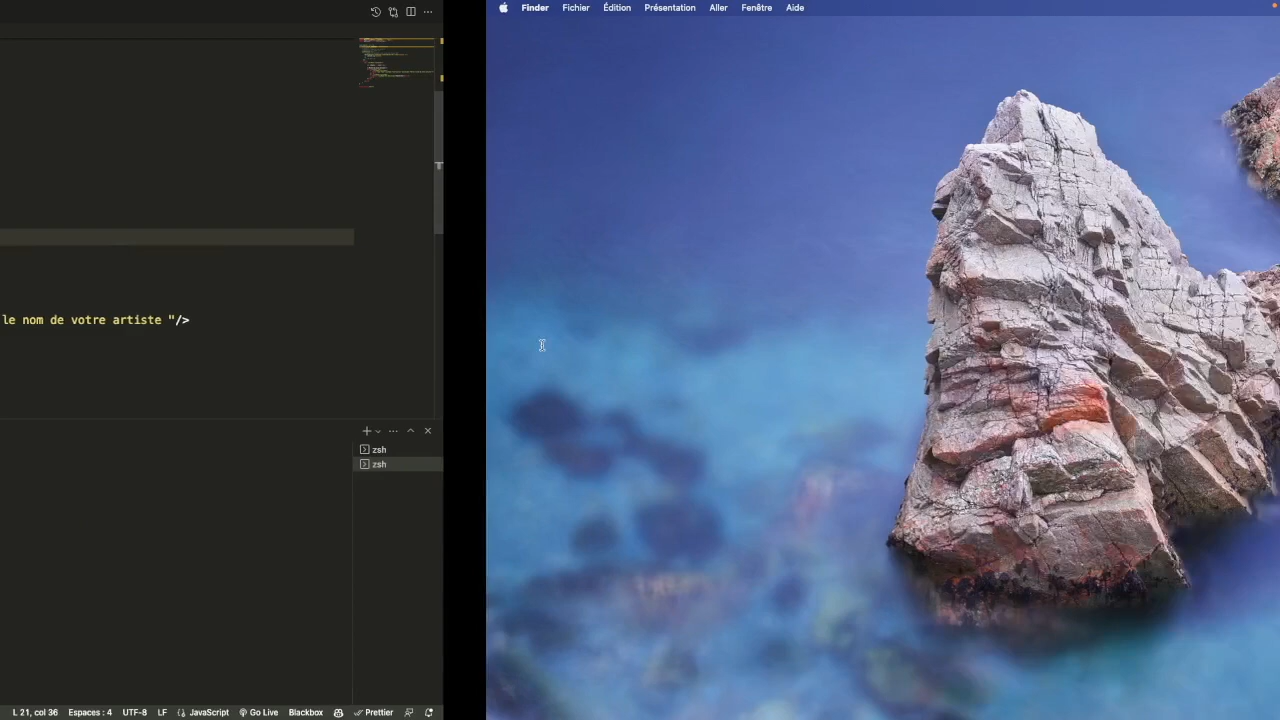 Finder Fichier Édition Présentation Aller Fenêtre Aide
le nom de votre artiste "/>
zsh
zsh
L 21, col 36 Espaces : 4 UTF-8 LF JavaScript Go Live Blackbox Prettier